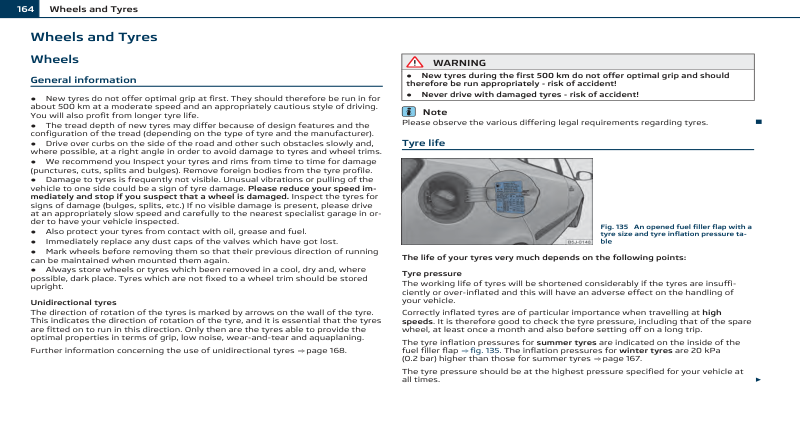 164 Wheels and Tyres
Wheels and Tyres
Wheels
General information
● New tyres do not offer optimal grip at first. They should therefore be run in for
about 500 km at a moderate speed and an appropriately cautious style of driving.
You will also profit from longer tyre life.
● The tread depth of new tyres may differ because of design features and the
configuration of the tread (depending on the type of tyre and the manufacturer).
● Drive over curbs on the side of the road and other such obstacles slowly and,
where possible, at a right angle in order to avoid damage to tyres and wheel trims.
● We recommend you Inspect your tyres and rims from time to time for damage
(punctures, cuts, splits and bulges). Remove foreign bodies from the tyre profile.
● Damage to tyres is frequently not visible. Unusual vibrations or pulling of the
vehicle to one side could be a sign of tyre damage. Please reduce your speed im-
mediately and stop if you suspect that a wheel is damaged. Inspect the tyres for
signs of damage (bulges, splits, etc.) If no visible damage is present, please drive
at an appropriately slow speed and carefully to the nearest specialist garage in or-
der to have your vehicle inspected.
● Also protect your tyres from contact with oil, grease and fuel.
● Immediately replace any dust caps of the valves which have got lost.
● Mark wheels before removing them so that their previous direction of running
can be maintained when mounted them again.
● Always store wheels or tyres which been removed in a cool, dry and, where
possible, dark place. Tyres which are not fixed to a wheel trim should be stored
upright.
Unidirectional tyres
The direction of rotation of the tyres is marked by arrows on the wall of the tyre.
This indicates the direction of rotation of the tyre, and it is essential that the tyres
are fitted on to run in this direction. Only then are the tyres able to provide the
optimal properties in terms of grip, low noise, wear-and-tear and aquaplaning.
Further information concerning the use of unidirectional tyres ⇒ page 168.
WARNING
● New tyres during the first 500 km do not offer optimal grip and should
therefore be run appropriately - risk of accident!
● Never drive with damaged tyres - risk of accident!
Note
Please observe the various differing legal requirements regarding tyres.
Tyre life
B5J-0148
Fig. 135 An opened fuel filler flap with a
tyre size and tyre inflation pressure ta-
ble
The life of your tyres very much depends on the following points:
Tyre pressure
The working life of tyres will be shortened considerably if the tyres are insuffi-
ciently or over-inflated and this will have an adverse effect on the handling of
your vehicle.
Correctly inflated tyres are of particular importance when travelling at high
speeds. It is therefore good to check the tyre pressure, including that of the spare
wheel, at least once a month and also before setting off on a long trip.
The tyre inflation pressures for summer tyres are indicated on the inside of the
fuel filler flap ⇒ fig. 135. The inflation pressures for winter tyres are 20 kPa
(0.2 bar) higher than those for summer tyres ⇒ page 167.
The tyre pressure should be at the highest pressure specified for your vehicle at
all times.